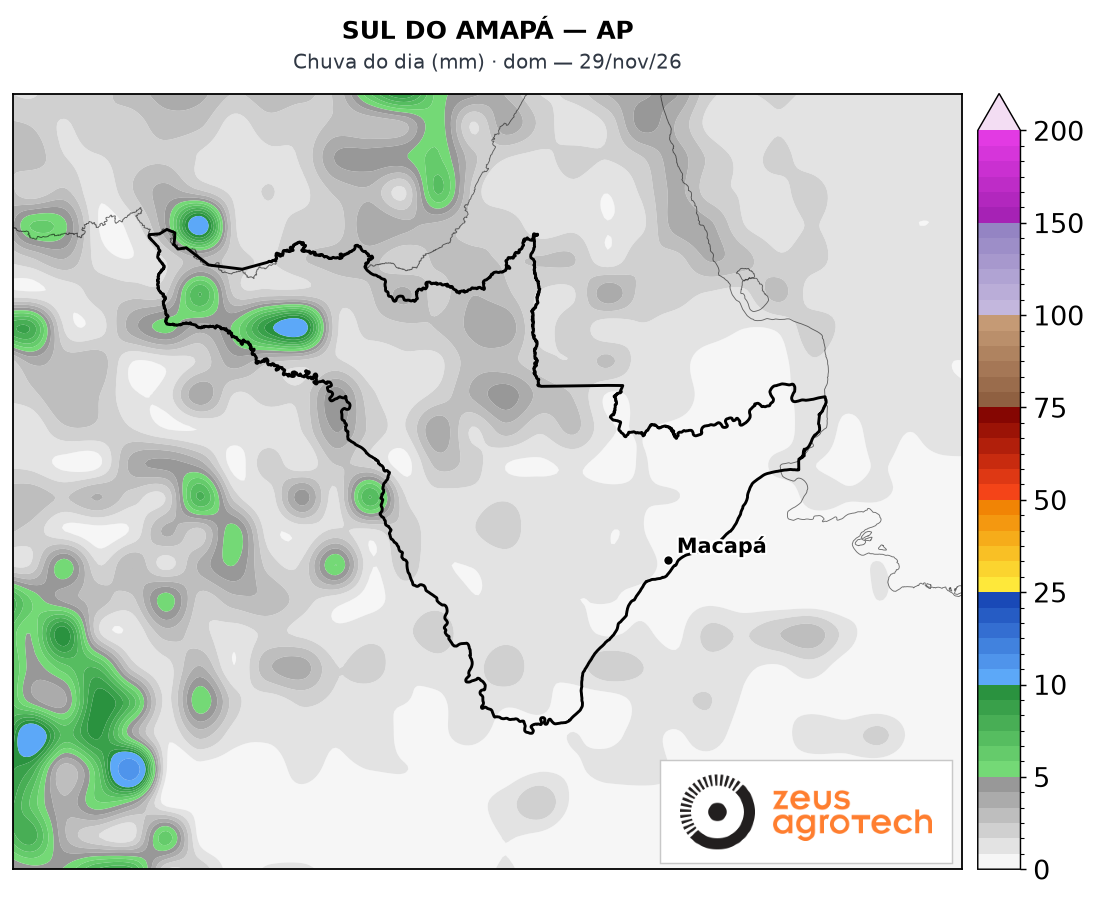 SUL DO AMAPÁ — AP
Chuva do dia (mm) · dom — 29/nov/26
200
150
100
75
50
25
10
5
0
Macapá
zeus
agrotech